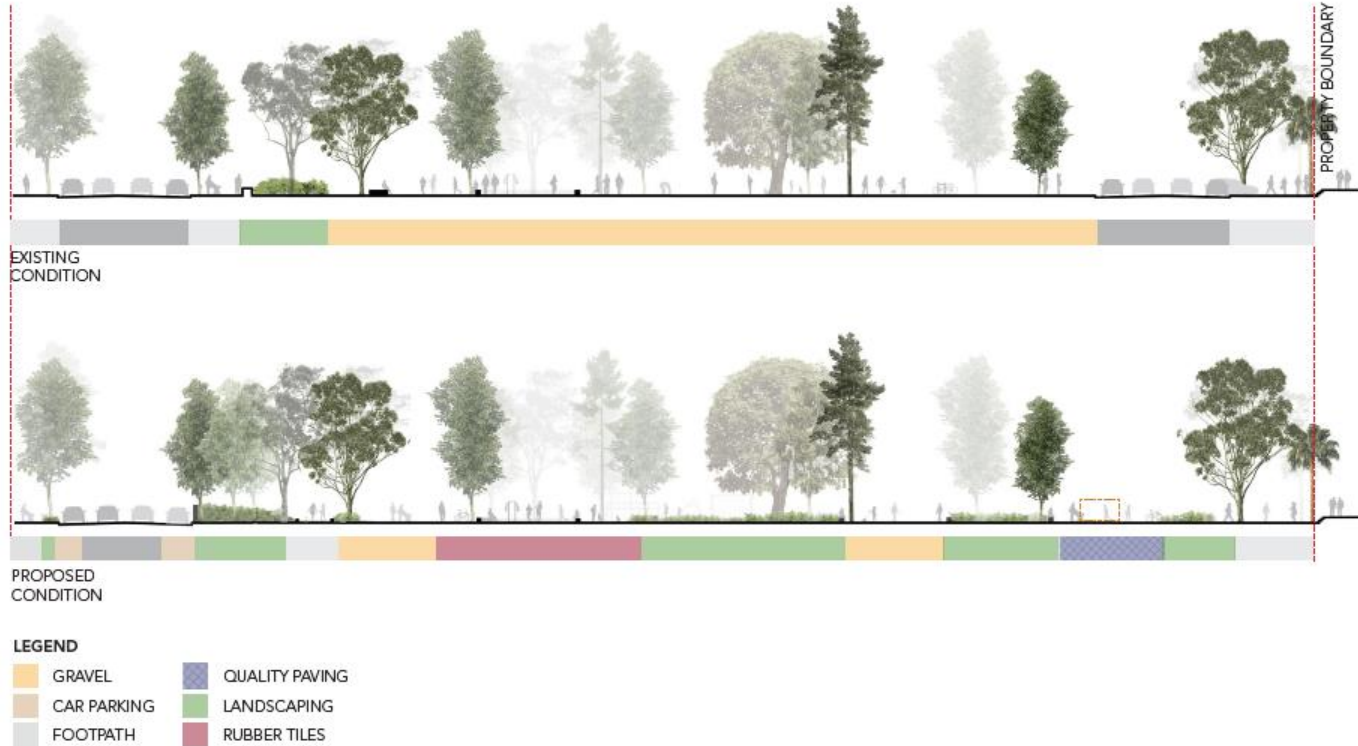 PROPERTY BOUNDARY
EXISTING
CONDITION
PROPOSED
CONDITION
LEGEND
GRAVEL
QUALITY PAVING
CAR PARKING
LANDSCAPING
FOOTPATH
RUBBER TILES